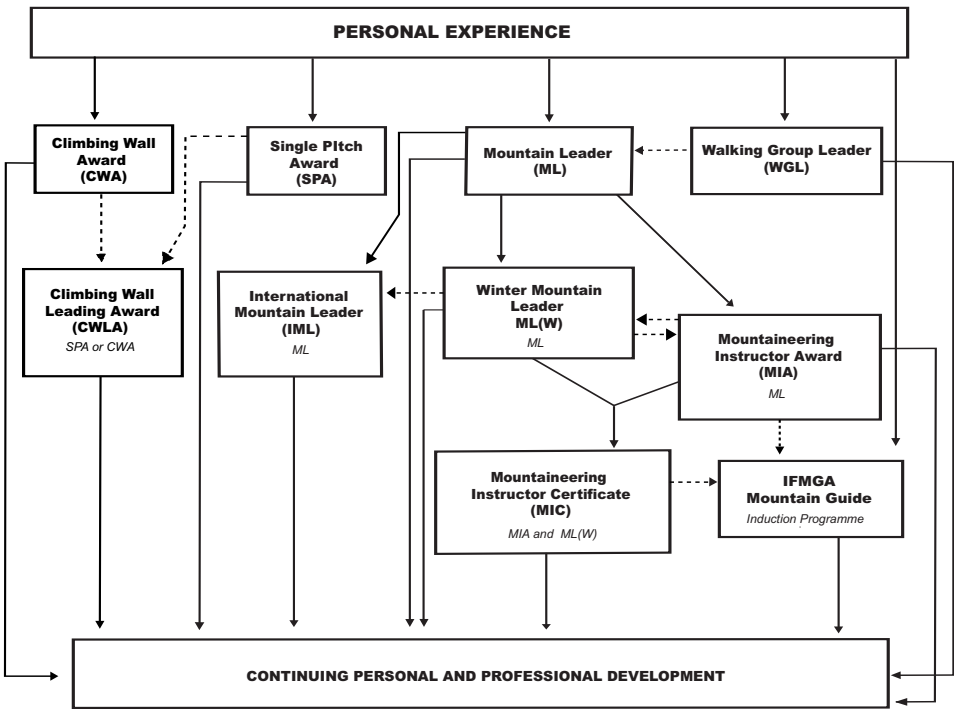 PERSONAL EXPERIENCE
Climbing Wall
Award
(CWA)
Single PItch
Award
(SPA)
Mountain Leader
(ML)
Walking Group Leader
(WGL)
Climbing Wall
Leading Award
(CWLA)
SPA or CWA
International
Mountain Leader
(IML)
ML
Winter Mountain
Leader
ML(W)
ML
Mountaineering
Instructor Award
(MIA)
ML
Mountaineering
Instructor Certificate
(MIC)
MIA and ML(W)
IFMGA
Mountain Guide
Induction Programme
CONTINUING PERSONAL AND PROFESSIONAL DEVELOPMENT